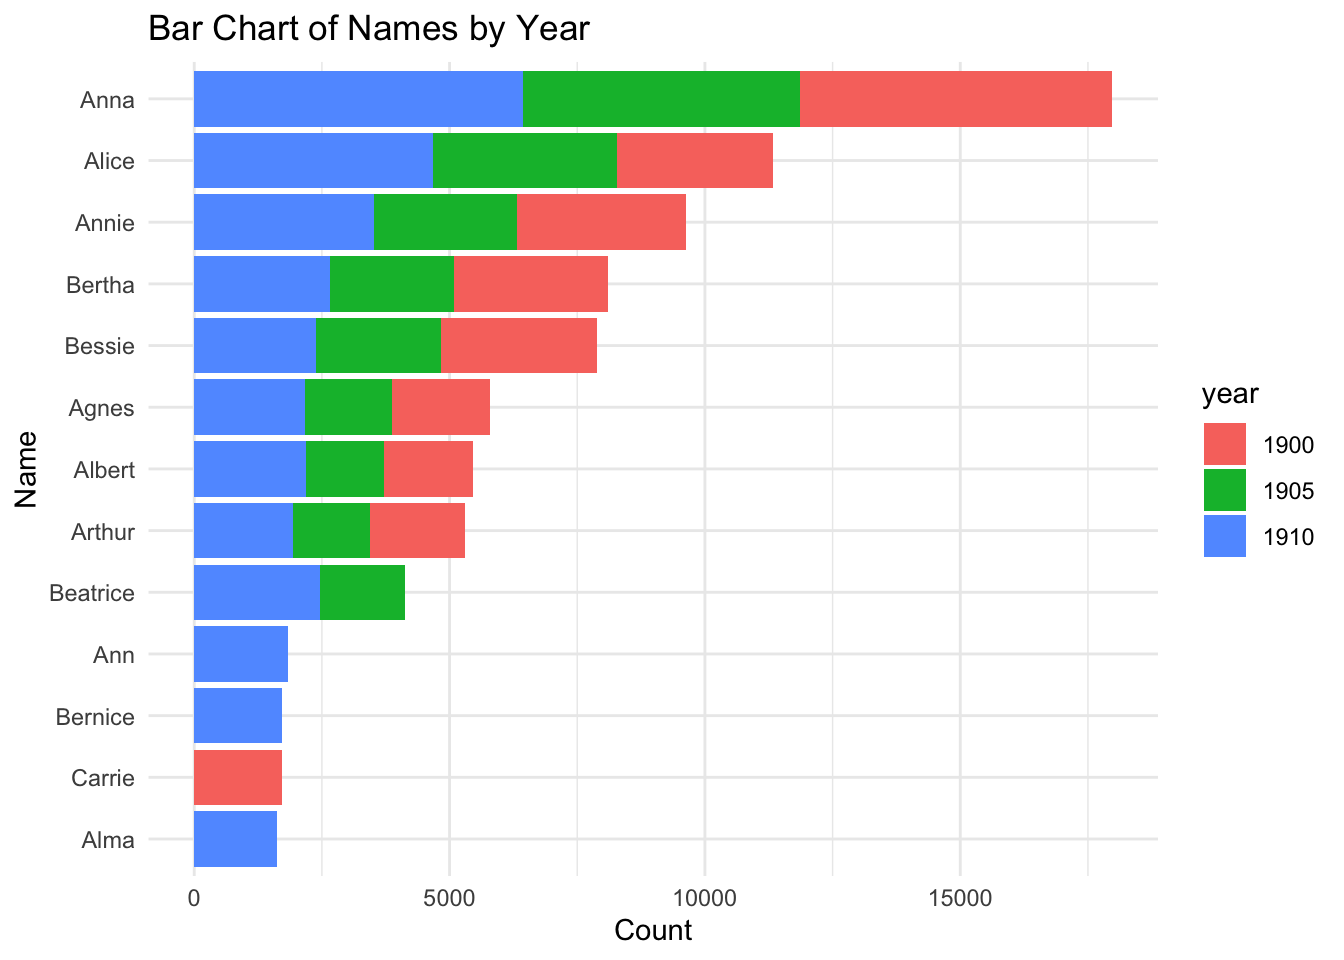 Bar Chart of Names by Year
Anna
Alice
Annie
Bertha
Bessie
Agnes
Albert
Arthur
Beatrice
Ann
Bernice
Carrie
Alma
Name
0 5000 10000 15000
Count
year
1900
1905
1910